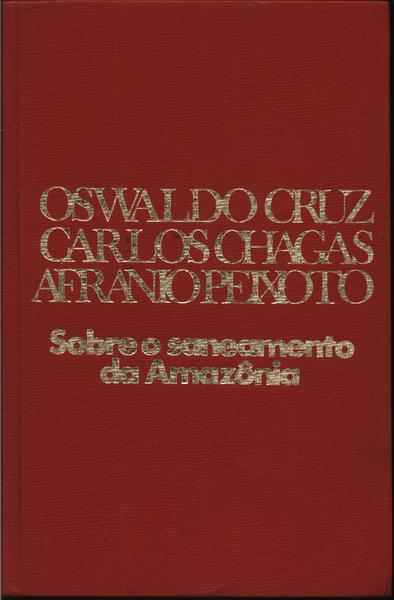 OSWALDO CRUZ
CARLOS CHAGAS
AFRANIO PEIXOTO
Sobre o saneamento
da Amazônia